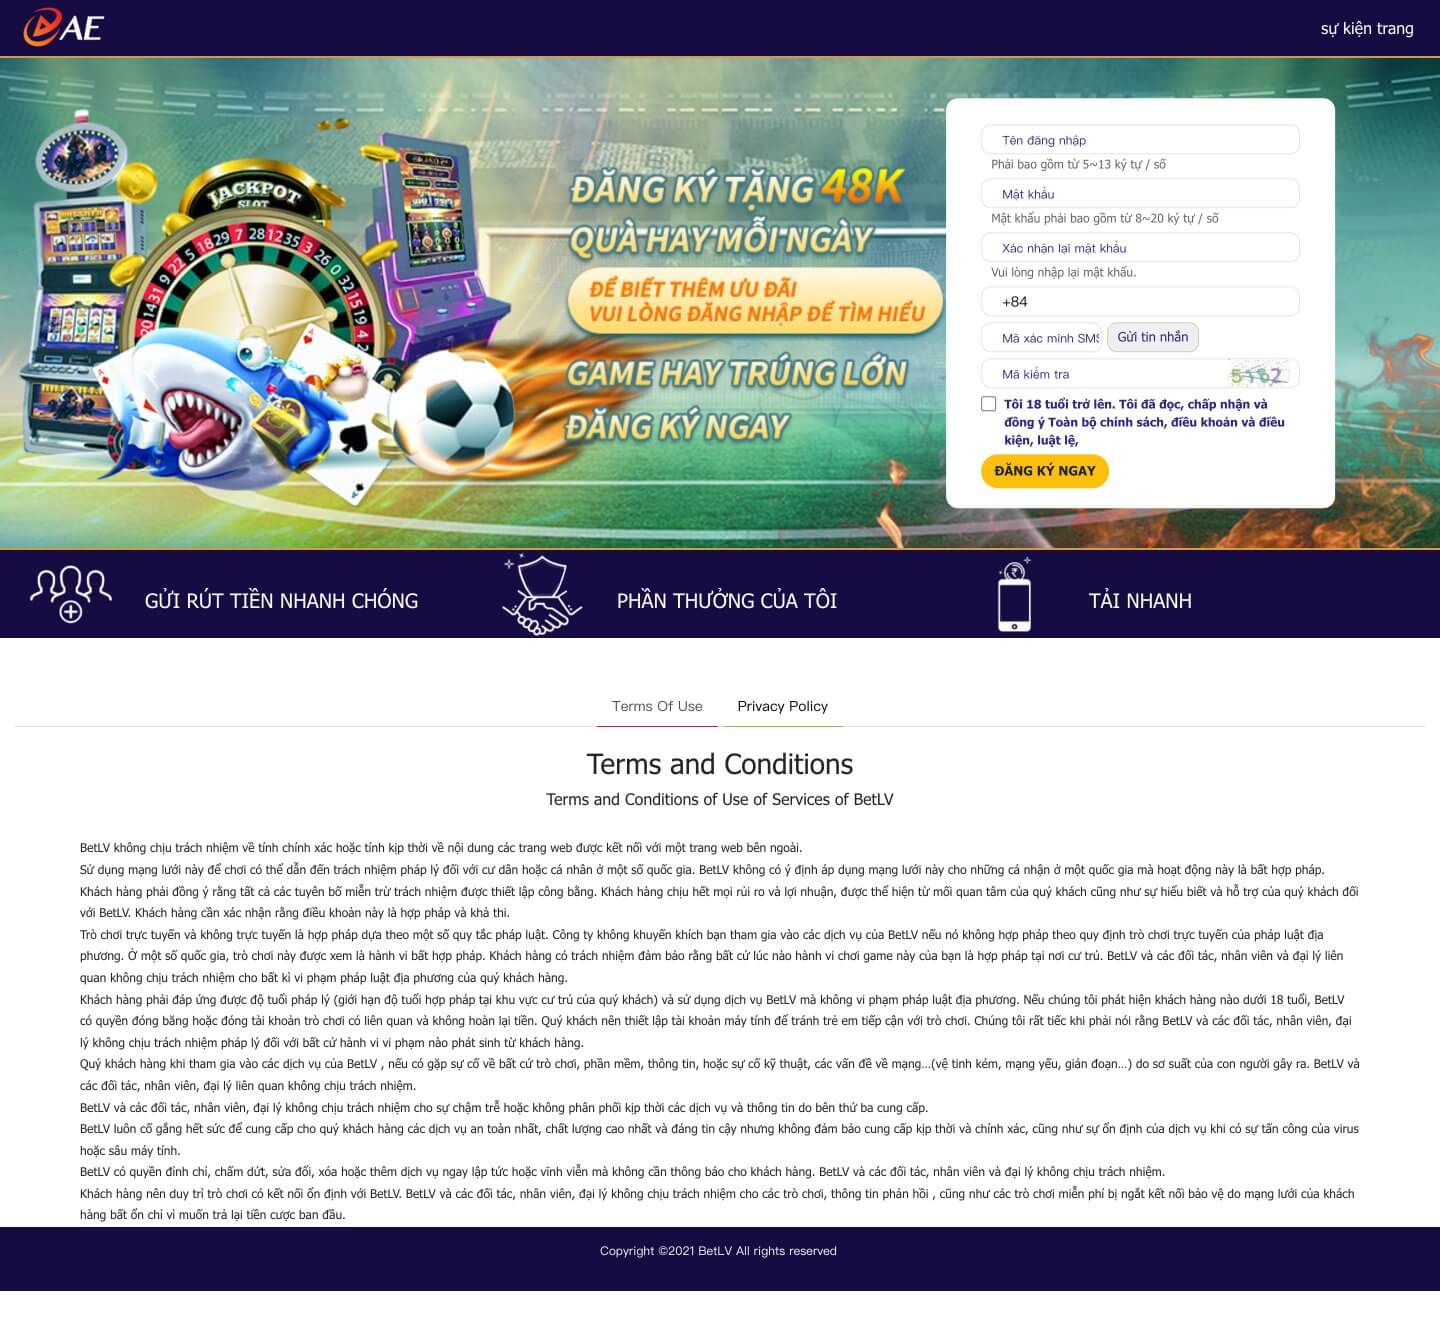 AE
sự kiện trang
JACKPOT
SLOT
ĐĂNG KÝ TẶNG 48K
QUÀ HAY MỖI NGÀY
ĐỂ BIẾT THÊM ƯU ĐÃI
VUI LÒNG ĐĂNG NHẬP ĐỂ TÌM HIỂU
GAME HAY TRÚNG LỚN
ĐĂNG KÝ NGAY
Tên đăng nhập
Phải bao gồm từ 5~13 ký tự / số
Mật khẩu
Mật khẩu phải bao gồm từ 8~20 ký tự / số
Xác nhận lại mật khẩu
Vui lòng nhập lại mật khẩu.
+84
Mã xác minh SMS
Gửi tin nhắn
Mã kiểm tra
5162
Tôi 18 tuổi trở lên. Tôi đã đọc, chấp nhận và
đồng ý Toàn bộ chính sách, điều khoản và điều
kiện, luật lệ,
ĐĂNG KÝ NGAY
GỬI RÚT TIỀN NHANH CHÓNG
PHẦN THƯỞNG CỦA TÔI
TẢI NHANH
Terms Of Use
Privacy Policy
Terms and Conditions
Terms and Conditions of Use of Services of BetLV
BetLV không chịu trách nhiệm về tính chính xác hoặc tính kịp thời về nội dung các trang web được kết nối với một trang web bên ngoài.
Sử dụng mạng lưới này để chơi có thể dẫn đến trách nhiệm pháp lý đối với cư dân hoặc cá nhân ở một số quốc gia. BetLV không có ý định áp dụng mạng lưới này cho những cá nhận ở một quốc gia mà hoạt động này là bất hợp pháp.
Khách hàng phải đồng ý rằng tất cả các tuyên bố miễn trừ trách nhiệm được thiết lập công bằng. Khách hàng chịu hết mọi rủi ro và lợi nhuận, được thể hiện từ mối quan tâm của quý khách cũng như sự hiểu biết và hỗ trợ của quý khách đối
với BetLV. Khách hàng cần xác nhận rằng điều khoản này là hợp pháp và khả thi.
Trò chơi trực tuyến và không trực tuyến là hợp pháp dựa theo một số quy tắc pháp luật. Công ty không khuyến khích bạn tham gia vào các dịch vụ của BetLV nếu nó không hợp pháp theo quy định trò chơi trực tuyến của pháp luật địa
phương. Ở một số quốc gia, trò chơi này được xem là hành vi bất hợp pháp. Khách hàng có trách nhiệm đảm bảo rằng bất cứ lúc nào hành vi chơi game này của bạn là hợp pháp tại nơi cư trú. BetLV và các đối tác, nhân viên và đại lý liên
quan không chịu trách nhiệm cho bất kì vi phạm pháp luật địa phương của quý khách hàng.
Khách hàng phải đáp ứng được độ tuổi pháp lý (giới hạn độ tuổi hợp pháp tại khu vực cư trú của quý khách) và sử dụng dịch vụ BetLV mà không vi phạm pháp luật địa phương. Nếu chúng tôi phát hiện khách hàng nào dưới 18 tuổi, BetLV
có quyền đóng băng hoặc đóng tài khoản trò chơi có liên quan và không hoàn lại tiền. Quý khách nên thiết lập tài khoản máy tính để tránh trẻ em tiếp cận với trò chơi. Chúng tôi rất tiếc khi phải nói rằng BetLV và các đối tác, nhân viên, đại
lý không chịu trách nhiệm pháp lý đối với bất cứ hành vi vi phạm nào phát sinh từ khách hàng.
Quý khách hàng khi tham gia vào các dịch vụ của BetLV , nếu có gặp sự cố về bất cứ trò chơi, phần mềm, thông tin, hoặc sự cố kỹ thuật, các vấn đề về mạng...(vệ tinh kém, mạng yếu, gián đoạn...) do sơ suất của con người gây ra. BetLV và
các đối tác, nhân viên, đại lý liên quan không chịu trách nhiệm.
BetLV và các đối tác, nhân viên, đại lý không chịu trách nhiệm cho sự chậm trễ hoặc không phân phối kịp thời các dịch vụ và thông tin do bên thứ ba cung cấp.
BetLV luôn cố gắng hết sức để cung cấp cho quý khách hàng các dịch vụ an toàn nhất, chất lượng cao nhất và đáng tin cậy nhưng không đảm bảo cung cấp kịp thời và chính xác, cũng như sự ổn định của dịch vụ khi có sự tấn công của virus
hoặc sâu máy tính.
BetLV có quyền đình chỉ, chấm dứt, sửa đổi, xóa hoặc thêm dịch vụ ngay lập tức hoặc vĩnh viễn mà không cần thông báo cho khách hàng. BetLV và các đối tác, nhân viên và đại lý không chịu trách nhiệm.
Khách hàng nên duy trì trò chơi có kết nối ổn định với BetLV. BetLV và các đối tác, nhân viên, đại lý không chịu trách nhiệm cho các trò chơi, thông tin phản hồi , cũng như các trò chơi miễn phí bị ngắt kết nối bảo vệ do mạng lưới của khách
hàng bất ổn chỉ vì muốn trả lại tiền cược ban đầu.
Copyright ©2021 BetLV All rights reserved